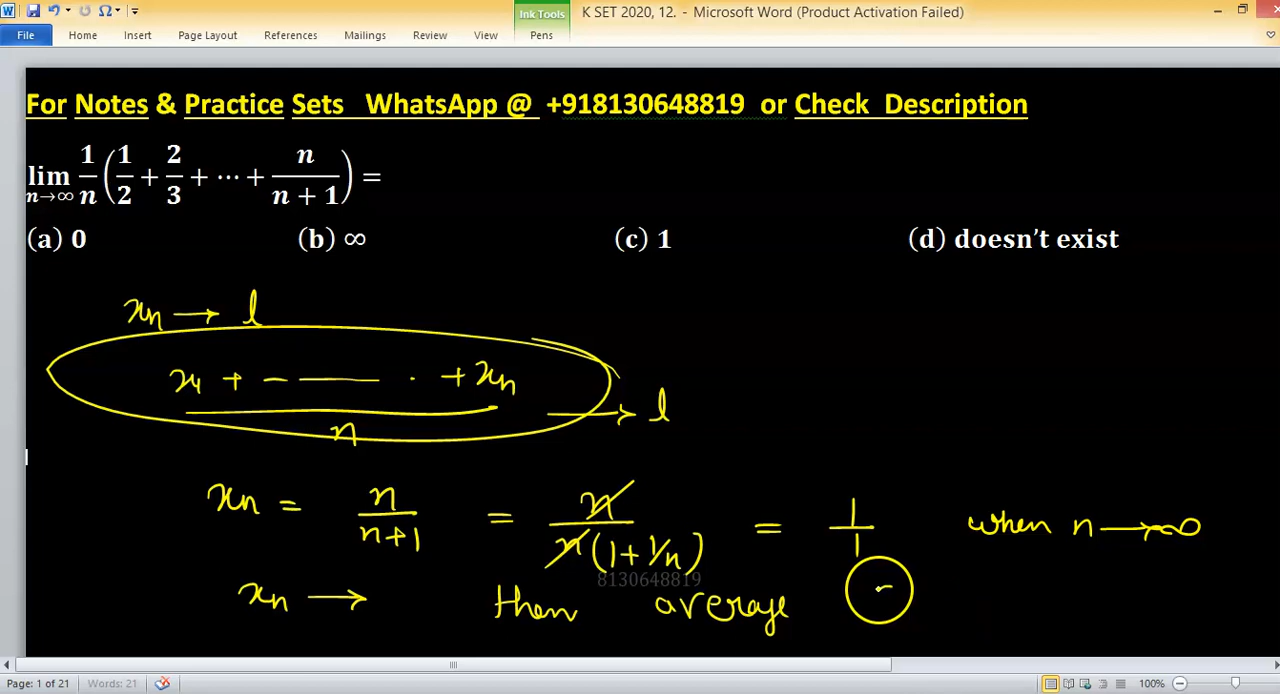 K SET 2020, 12. - Microsoft Word (Product Activation Failed)
Ink Tools
File Home Insert Page Layout References Mailings Review View Pens
For Notes & Practice Sets WhatsApp @ +918130648819 or Check Description
lim n→∞ 1/n (1/2 + 2/3 + ⋯ + n/(n + 1)) =
(a) 0 (b) ∞ (c) 1 (d) doesn’t exist
xn → l
x1 + - —— · + xn
n → l
xn = n/(n+1) = n/(n(1+1/n)) = 1/1 when n → ∞
8130648819
xn → then average
Page: 1 of 21 Words: 21 100%